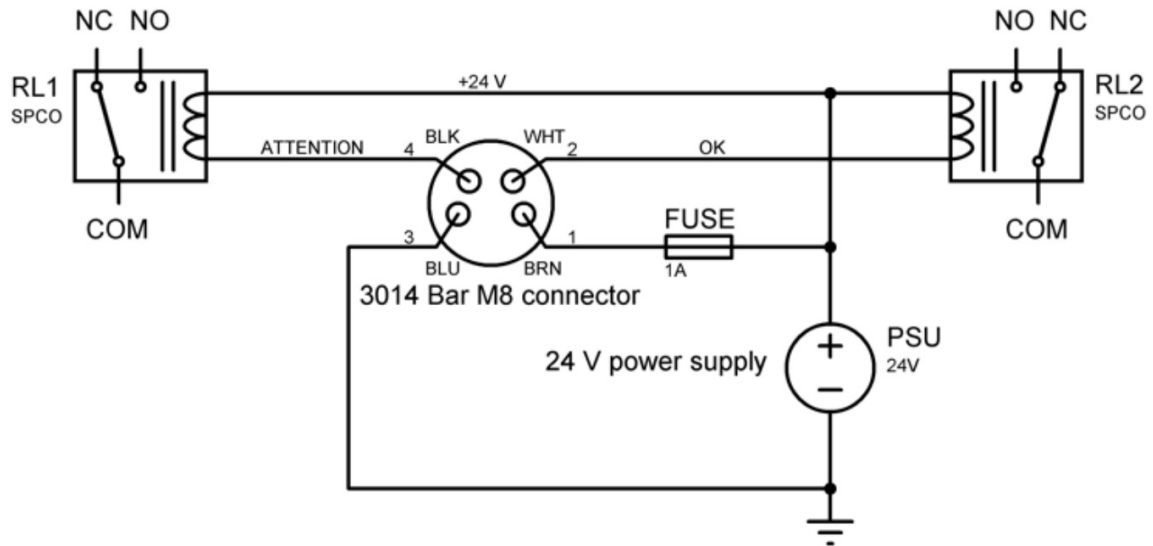 NC NO
NO NC
RL1
SPCO
+24 V
RL2
SPCO
BLK
WHT
ATTENTION
4
2
OK
COM
COM
FUSE
3
1
1A
BLU
BRN
3014 Bar M8 connector
24 V power supply
+
PSU
24V
−